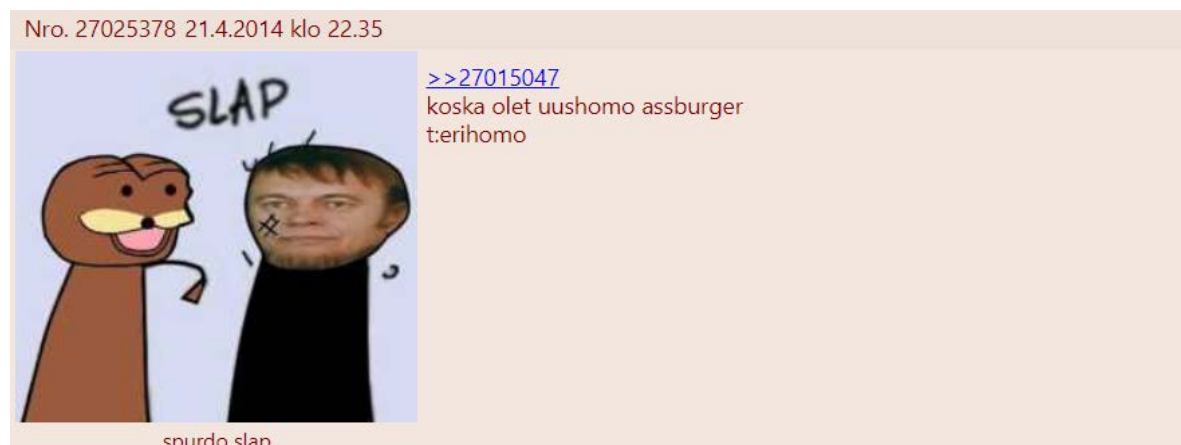 Nro. 27025378 21.4.2014 klo 22.35
SLAP
>>27015047
koska olet uushomo assburger
t:erihomo
spurdo slap